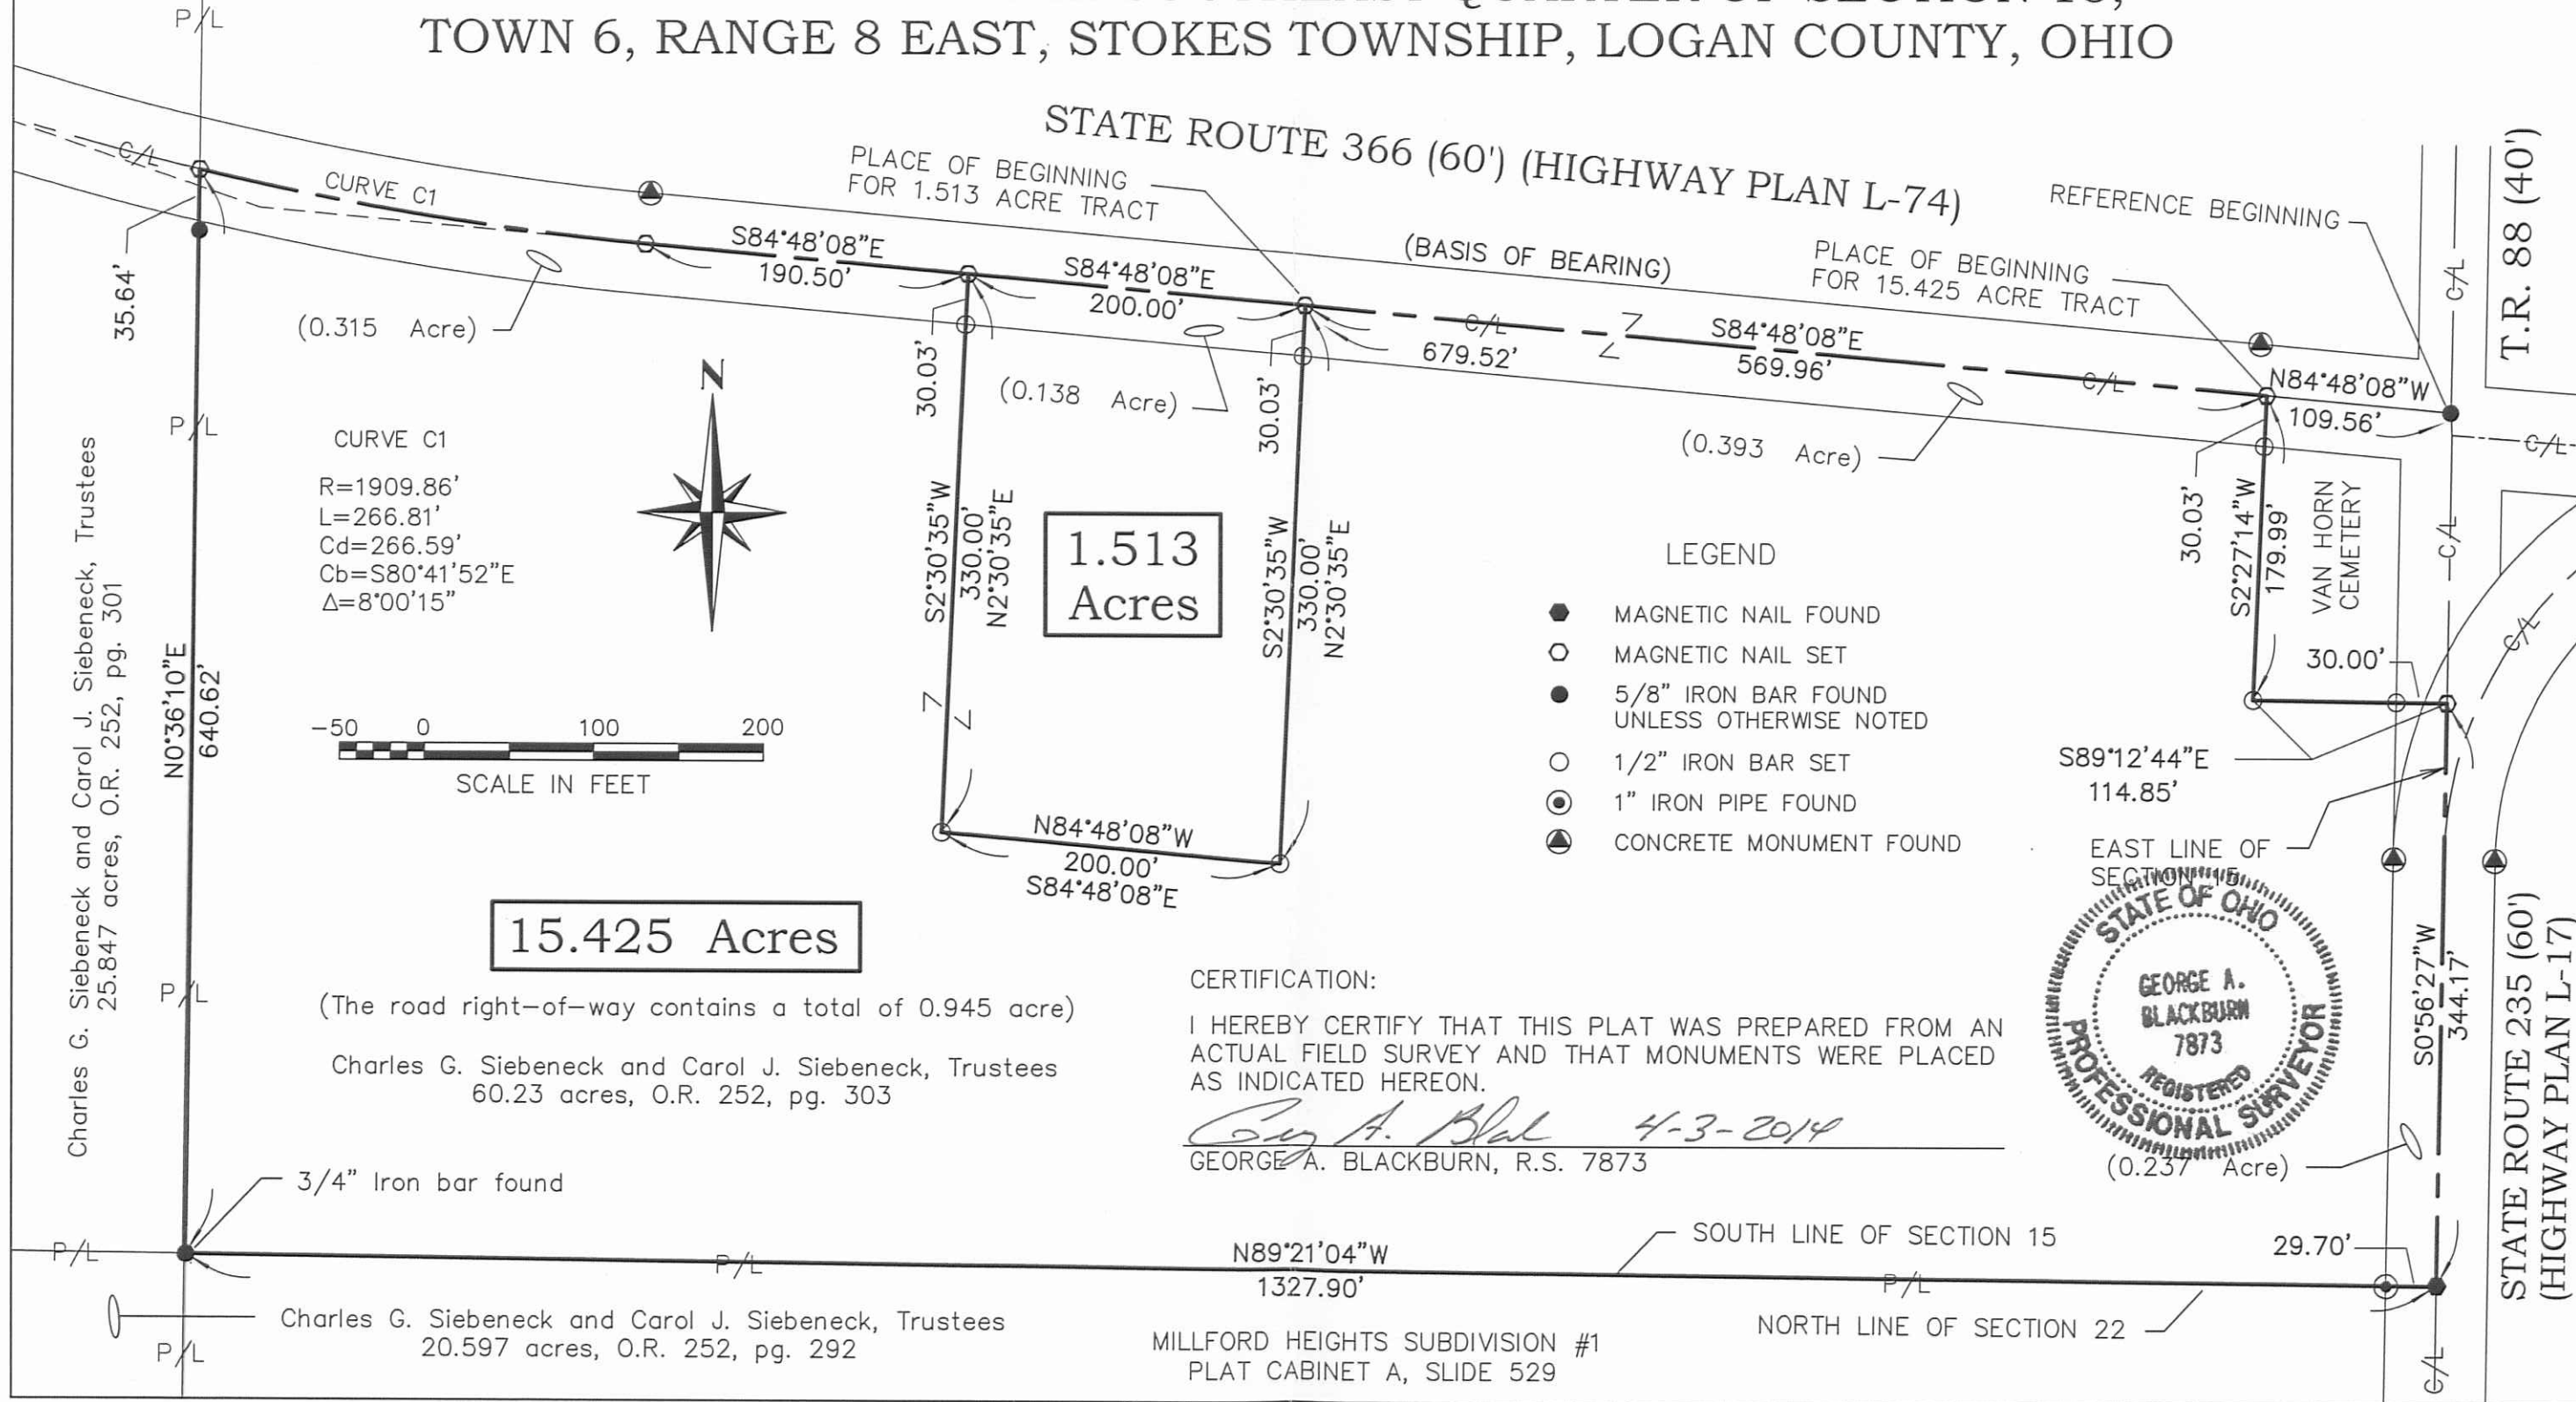 TOWN 6, RANGE 8 EAST, STOKES TOWNSHIP, LOGAN COUNTY, OHIO
P/L
STATE ROUTE 366 (60') (HIGHWAY PLAN L-74)
C/L
CURVE C1
PLACE OF BEGINNING
FOR 1.513 ACRE TRACT
REFERENCE BEGINNING
T.R. 88 (40')
C/L
(BASIS OF BEARING)
PLACE OF BEGINNING
FOR 15.425 ACRE TRACT
35.64'
S84°48'08"E
190.50'
S84°48'08"E
200.00'
C/L
679.52'
S84°48'08"E
569.96'
C/L
N84°48'08"W
109.56'
C/L
(0.315 Acre)
30.03'
(0.138 Acre)
30.03'
(0.393 Acre)
30.03'
N
P/L
CURVE C1
R=1909.86'
L=266.81'
Cd=266.59'
Cb=S80°41'52"E
Δ=8°00'15"
S2°30'35"W
330.00'
N2°30'35"E
1.513
Acres
S2°30'35"W
330.00'
N2°30'35"E
S2°27'14"W
179.99'
VAN HORN
CEMETERY
C/L
C/L
30.00'
LEGEND
MAGNETIC NAIL FOUND
MAGNETIC NAIL SET
5/8" IRON BAR FOUND
UNLESS OTHERWISE NOTED
1/2" IRON BAR SET
1" IRON PIPE FOUND
CONCRETE MONUMENT FOUND
Charles G. Siebeneck and Carol J. Siebeneck, Trustees
25.847 acres, O.R. 252, pg. 301
N0°36'10"E
640.62'
-50 0 100 200
SCALE IN FEET
S89°12'44"E
114.85'
EAST LINE OF
SECTION 15
N84°48'08"W
200.00'
S84°48'08"E
15.425 Acres
(The road right-of-way contains a total of 0.945 acre)
Charles G. Siebeneck and Carol J. Siebeneck, Trustees
60.23 acres, O.R. 252, pg. 303
P/L
CERTIFICATION:
I HEREBY CERTIFY THAT THIS PLAT WAS PREPARED FROM AN
ACTUAL FIELD SURVEY AND THAT MONUMENTS WERE PLACED
AS INDICATED HEREON.
4-3-2014
GEORGE A. BLACKBURN, R.S. 7873
STATE OF OHIO
GEORGE A.
BLACKBURN
7873
REGISTERED
PROFESSIONAL SURVEYOR
(0.237 Acre)
S0°56'27"W
344.17'
STATE ROUTE 235 (60')
(HIGHWAY PLAN L-17)
3/4" Iron bar found
P/L
P/L
N89°21'04"W
1327.90'
SOUTH LINE OF SECTION 15
P/L
29.70'
Charles G. Siebeneck and Carol J. Siebeneck, Trustees
20.597 acres, O.R. 252, pg. 292
P/L
MILLFORD HEIGHTS SUBDIVISION #1
PLAT CABINET A, SLIDE 529
NORTH LINE OF SECTION 22
C/L